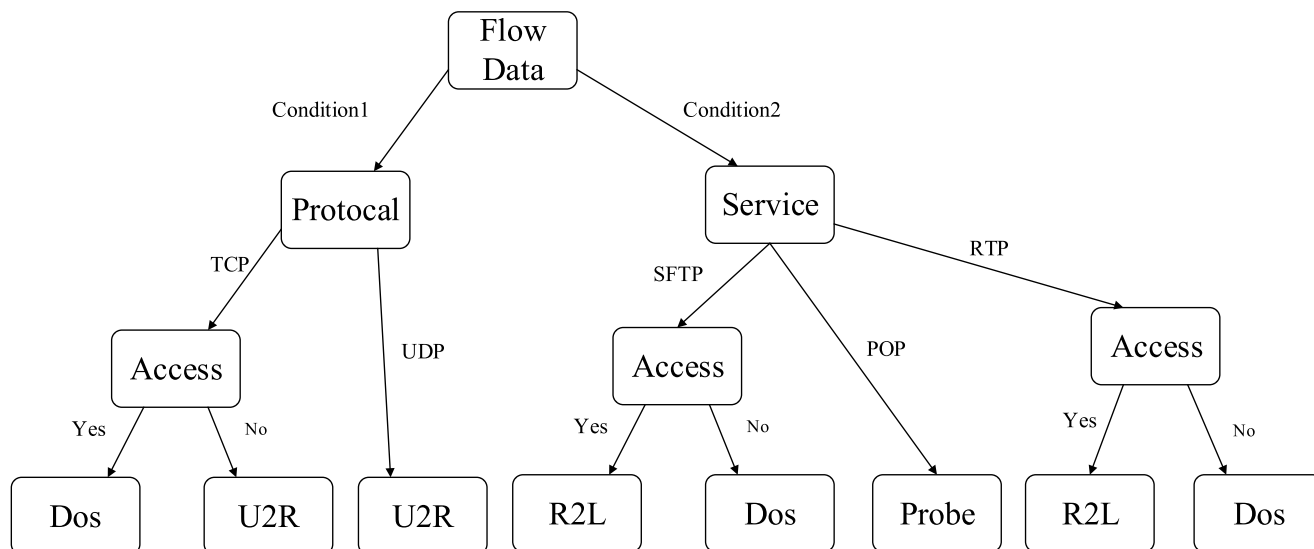 Flow
Data
Condition1
Condition2
Protocal
Service
TCP
UDP
SFTP
POP
RTP
Access
Access
Access
Yes
No
Yes
No
Yes
No
Dos
U2R
U2R
R2L
Dos
Probe
R2L
Dos